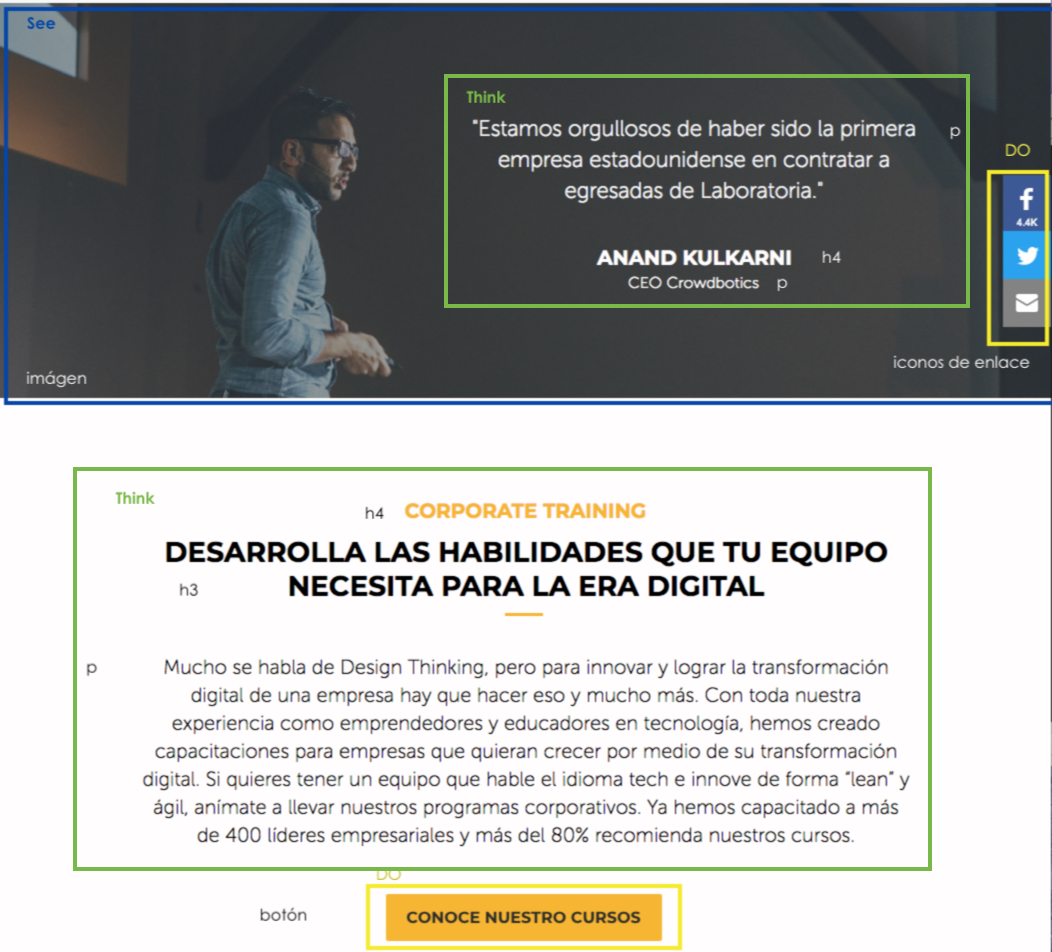 See
Think
"Estamos orgullosos de haber sido la primera
p
empresa estadounidense en contratar a
egresadas de Laboratoria."
DO
4.4K
ANAND KULKARNI h4
CEO Crowdbotics p
iconos de enlace
imágen
Think
h4 CORPORATE TRAINING
DESARROLLA LAS HABILIDADES QUE TU EQUIPO
h3 NECESITA PARA LA ERA DIGITAL
p Mucho se habla de Design Thinking, pero para innovar y lograr la transformación
digital de una empresa hay que hacer eso y mucho más. Con toda nuestra
experiencia como emprendedores y educadores en tecnología, hemos creado
capacitaciones para empresas que quieran crecer por medio de su transformación
digital. Si quieres tener un equipo que hable el idioma tech e innove de forma "lean" y
ágil, anímate a llevar nuestros programas corporativos. Ya hemos capacitado a más
de 400 líderes empresariales y más del 80% recomienda nuestros cursos.
DO
botón CONOCE NUESTRO CURSOS